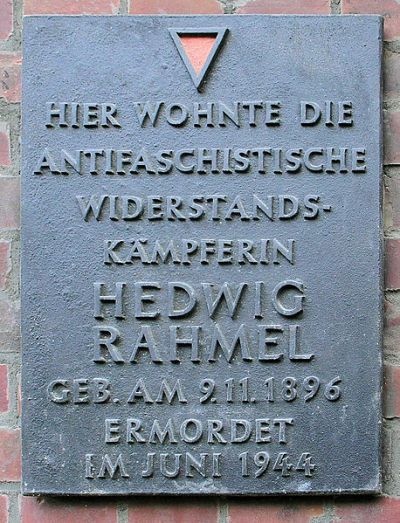 HIER WOHNTE DIE
ANTIFASCHISTISCHE
WIDERSTANDS-
KÄMPFERIN
HEDWIG
RAHMEL
GEB. AM 9.11.1896
ERMORDET
IM JUNI 1944